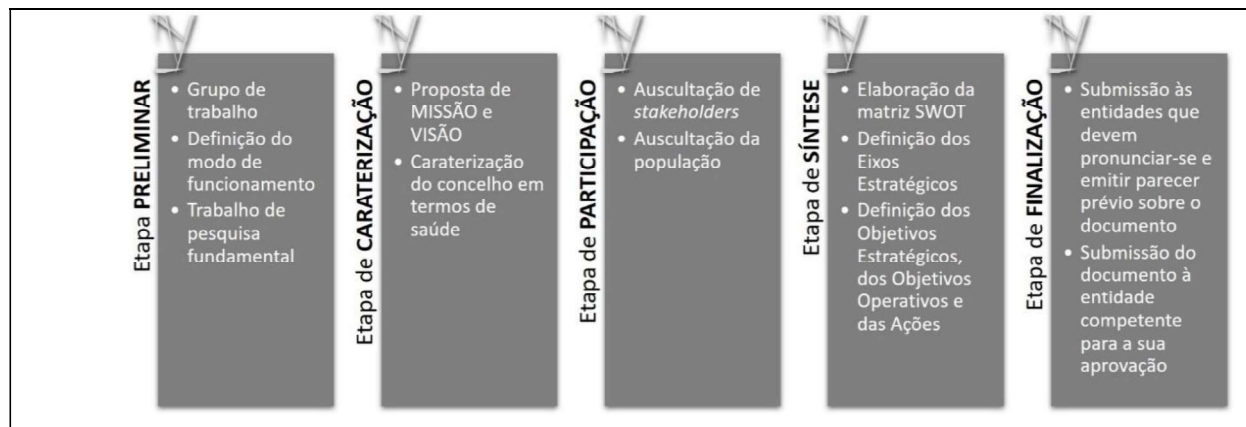 Etapa PRELIMINAR
• Grupo de
trabalho
• Definição do
modo de
funcionamento
• Trabalho de
pesquisa
fundamental
Etapa de CARATERIZAÇÃO
• Proposta de
MISSÃO e
VISÃO
• Caraterização
do concelho em
termos de
saúde
Etapa de PARTICIPAÇÃO
• Auscultação de
stakeholders
• Auscultação da
população
Etapa de SÍNTESE
• Elaboração da
matriz SWOT
• Definição dos
Eixos
Estratégicos
• Definição dos
Objetivos
Estratégicos,
dos Objetivos
Operativos e
das Ações
Etapa de FINALIZAÇÃO
• Submissão às
entidades que
devem
pronunciar-se e
emitir parecer
prévio sobre o
documento
• Submissão do
documento à
entidade
competente
para a sua
aprovação